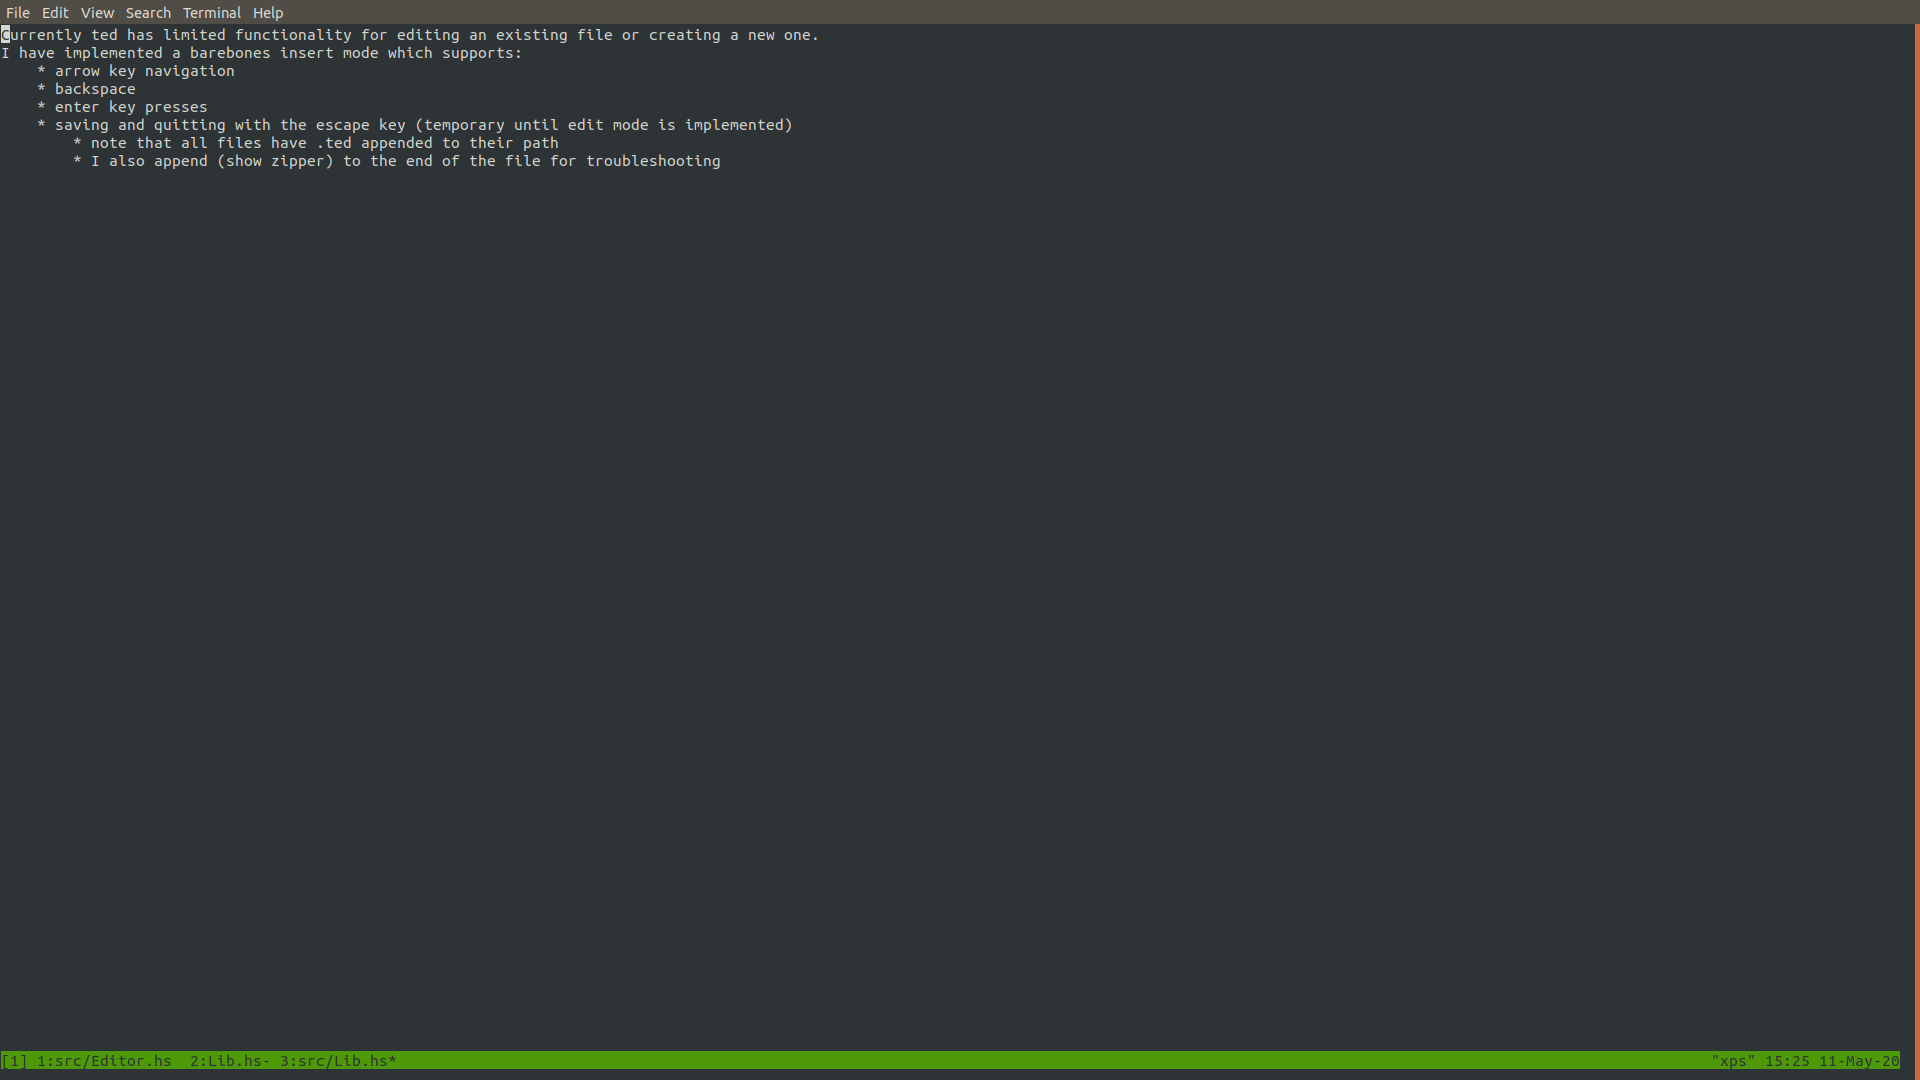 File Edit View Search Terminal Help
Currently ted has limited functionality for editing an existing file or creating a new one.
I have implemented a barebones insert mode which supports:
    * arrow key navigation
    * backspace
    * enter key presses
    * saving and quitting with the escape key (temporary until edit mode is implemented)
        * note that all files have .ted appended to their path
        * I also append (show zipper) to the end of the file for troubleshooting
[1] 1:src/Editor.hs  2:Lib.hs- 3:src/Lib.hs* "xps" 15:25 11-May-20